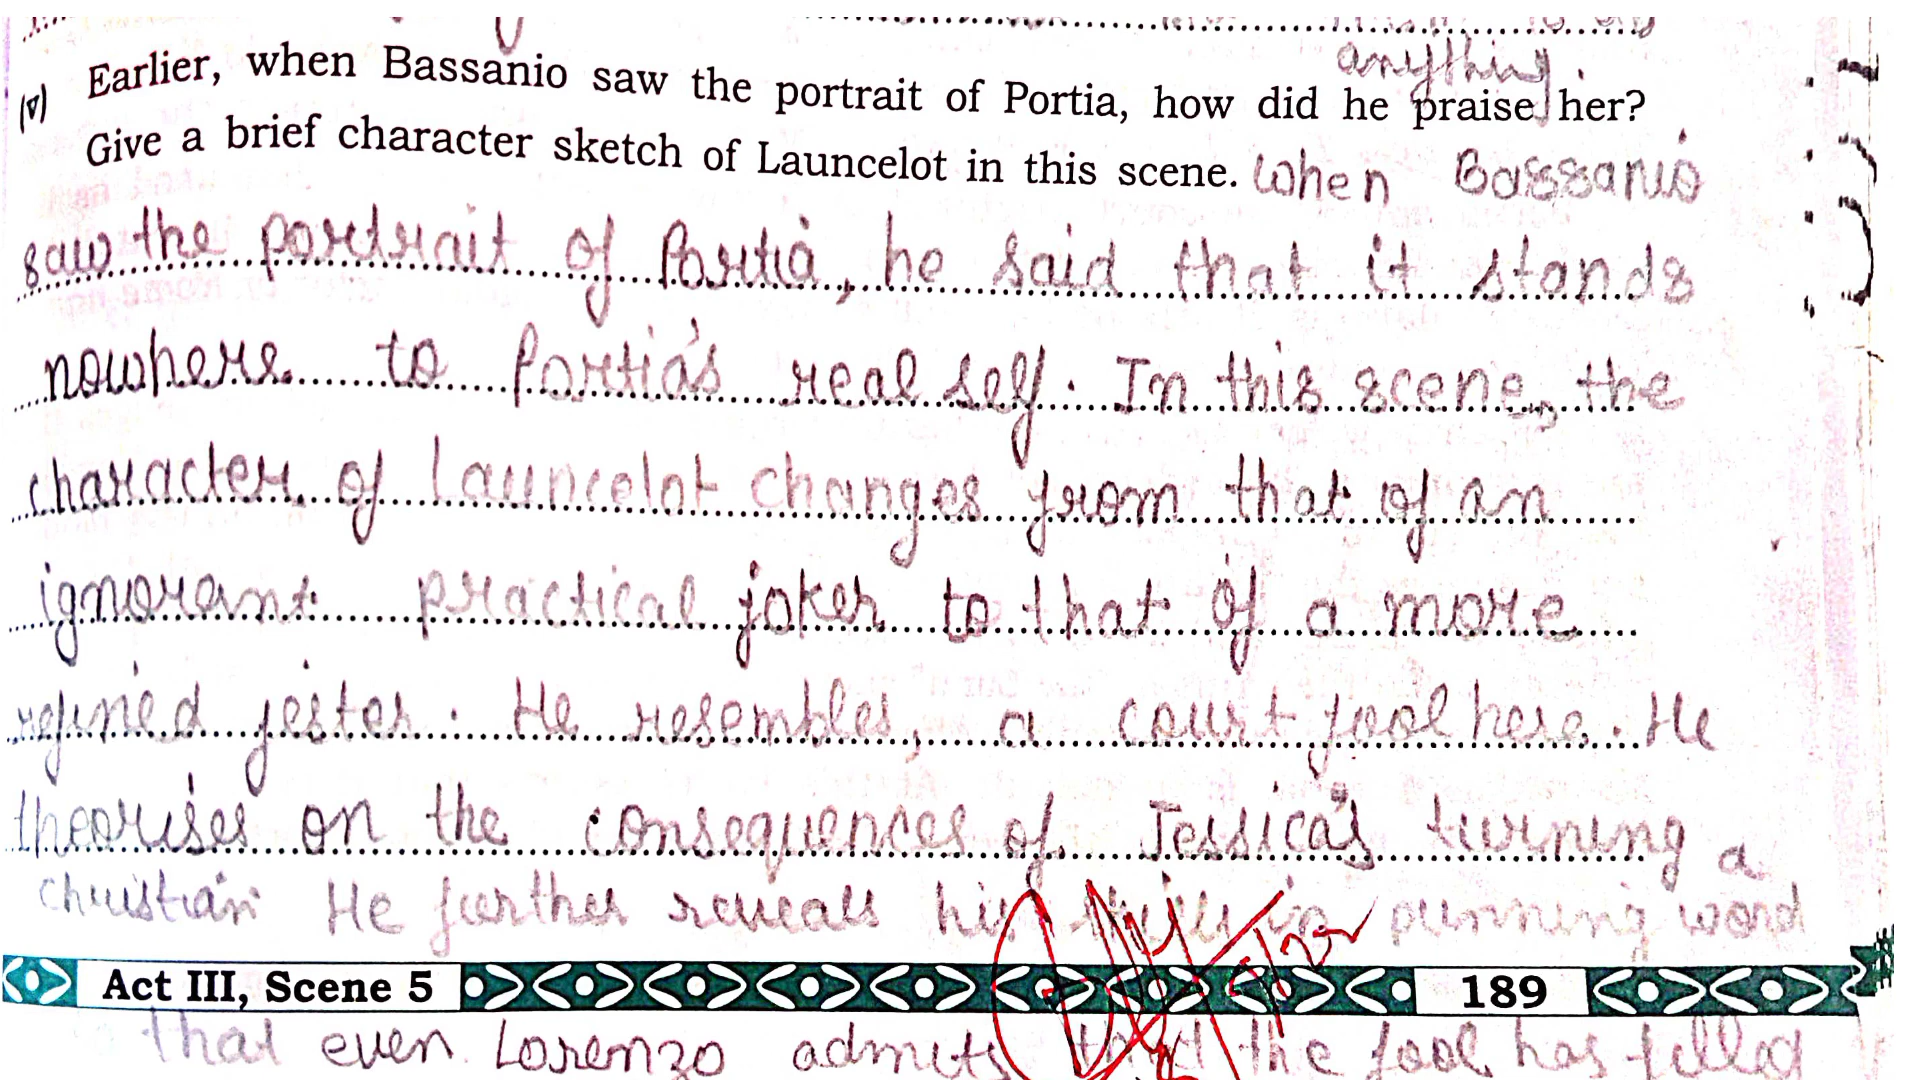 anything.
(v) Earlier, when Bassanio saw the portrait of Portia, how did he praise her?
Give a brief character sketch of Launcelot in this scene. When Bassanio
saw the portrait of Portia, he said that it stands
nowhere to Portia's real self. In this scene, the
character of Launcelot changes from that of an
ignorant practical joker to that of a more
refined jester. He resembles, a court fool here. He
theorises on the consequences of Jessica's turning a
christian He further reveals his in punning word
Act III, Scene 5 189
that even Lorenzo admits that the fool has filled